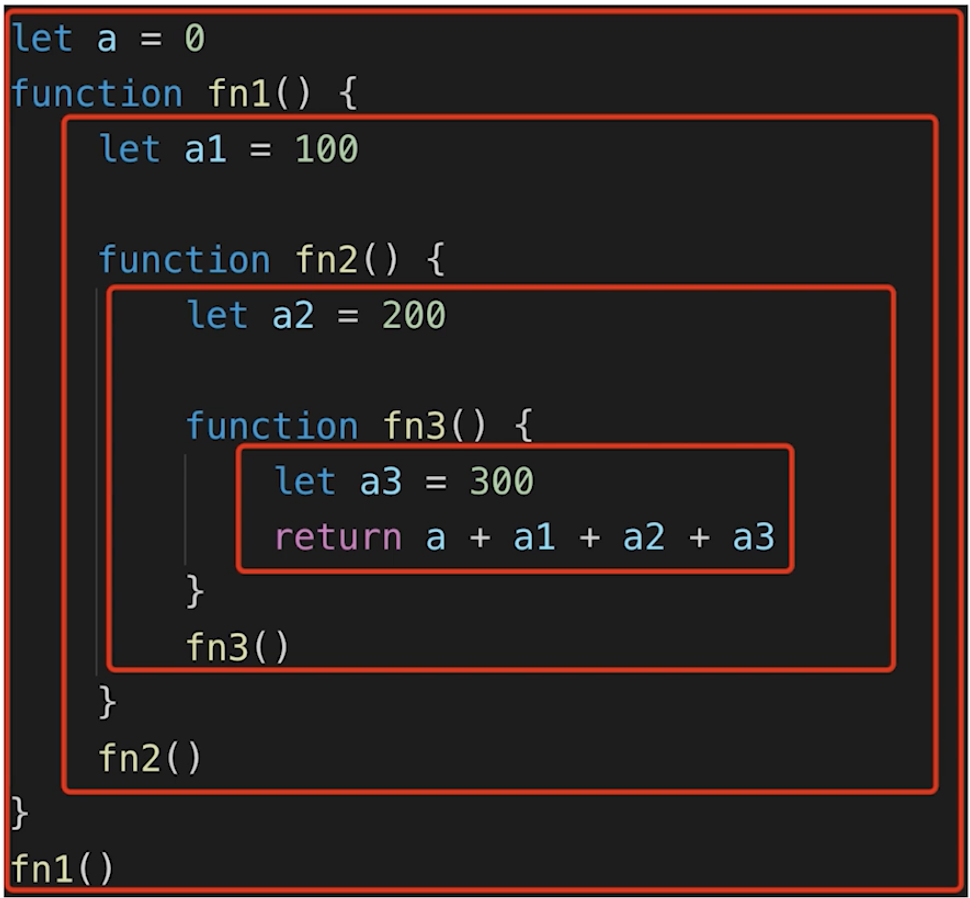 let a = 0
function fn1() {
    let a1 = 100

    function fn2() {
        let a2 = 200

        function fn3() {
            let a3 = 300
            return a + a1 + a2 + a3
        }
        fn3()
    }
    fn2()
}
fn1()